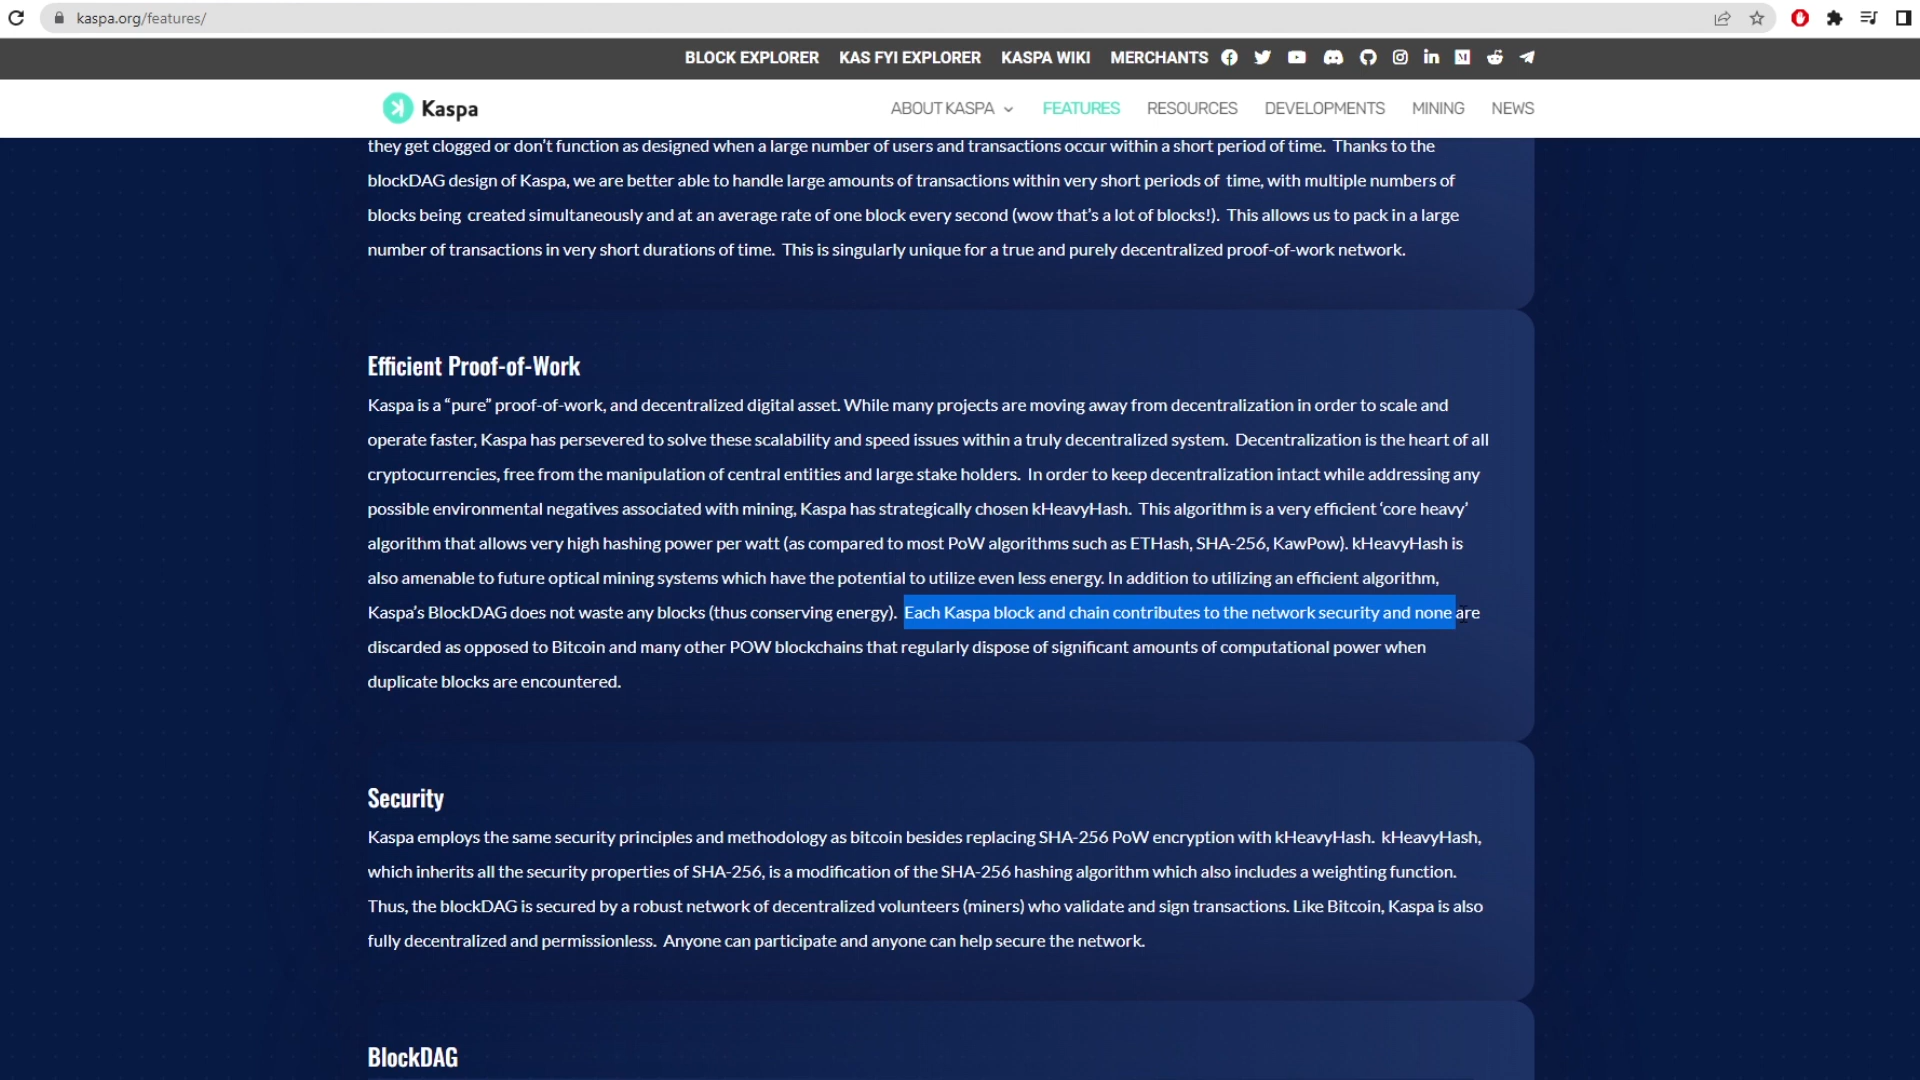 kaspa.org/features/
BLOCK EXPLORER KAS FYI EXPLORER KASPA WIKI MERCHANTS
Kaspa
ABOUT KASPA FEATURES RESOURCES DEVELOPMENTS MINING NEWS
they get clogged or don’t function as designed when a large number of users and transactions occur within a short period of time. Thanks to the
blockDAG design of Kaspa, we are better able to handle large amounts of transactions within very short periods of time, with multiple numbers of
blocks being created simultaneously and at an average rate of one block every second (wow that’s a lot of blocks!). This allows us to pack in a large
number of transactions in very short durations of time. This is singularly unique for a true and purely decentralized proof-of-work network.
Efficient Proof-of-Work
Kaspa is a “pure” proof-of-work, and decentralized digital asset. While many projects are moving away from decentralization in order to scale and
operate faster, Kaspa has persevered to solve these scalability and speed issues within a truly decentralized system. Decentralization is the heart of all
cryptocurrencies, free from the manipulation of central entities and large stake holders. In order to keep decentralization intact while addressing any
possible environmental negatives associated with mining, Kaspa has strategically chosen kHeavyHash. This algorithm is a very efficient ‘core heavy’
algorithm that allows very high hashing power per watt (as compared to most PoW algorithms such as ETHash, SHA-256, KawPow). kHeavyHash is
also amenable to future optical mining systems which have the potential to utilize even less energy. In addition to utilizing an efficient algorithm,
Kaspa’s BlockDAG does not waste any blocks (thus conserving energy). Each Kaspa block and chain contributes to the network security and none are
discarded as opposed to Bitcoin and many other POW blockchains that regularly dispose of significant amounts of computational power when
duplicate blocks are encountered.
Security
Kaspa employs the same security principles and methodology as bitcoin besides replacing SHA-256 PoW encryption with kHeavyHash. kHeavyHash,
which inherits all the security properties of SHA-256, is a modification of the SHA-256 hashing algorithm which also includes a weighting function.
Thus, the blockDAG is secured by a robust network of decentralized volunteers (miners) who validate and sign transactions. Like Bitcoin, Kaspa is also
fully decentralized and permissionless. Anyone can participate and anyone can help secure the network.
BlockDAG